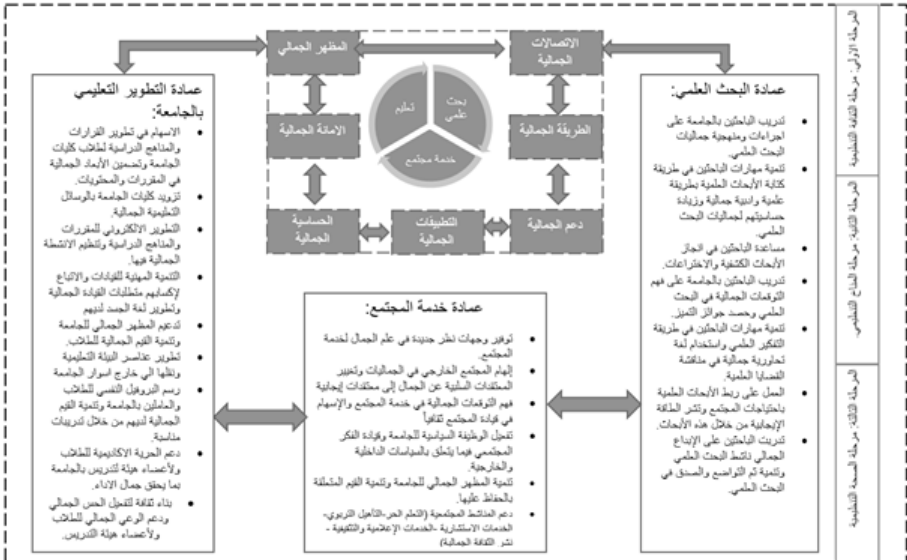 المرحلة الاولى: مرحلة الثقافة التنظيمية
المرحلة الثانية: مرحلة المناخ التنظيمي
المرحلة الثالثة: مرحلة الصحة التنظيمية
الاتصالات
الجمالية
المظهر الجمالي
الطريقة الجمالية
الامانة الجمالية
دعم الجمالية
التطبيقات
الجمالية
الحساسية
الجمالية
بحث
علمي
تعليم
خدمة مجتمع
عمادة البحث العلمي:
تدريب الباحثين بالجامعة على
اجراءات ومنهجية جماليات
البحث العلمي.
تنمية مهارات الباحثين في طريقة
كتابة الأبحاث العلمية بطريقة
علمية وادبية جمالية وزيادة
حساسيتهم لجماليات البحث
العلمي.
مساعدة الباحثين في انجاز
الأبحاث الكشفية والاختراعات.
تدريب الباحثين بالجامعة على فهم
التوقعات الجمالية في البحث
العلمي وحصد جوائز التميز.
تنمية مهارات الباحثين في طريقة
التفكير العلمي واستخدام لغة
تحاورية جمالية في مناقشة
القضايا العلمية.
العمل على ربط الأبحاث العلمية
باحتياجات المجتمع ونشر الطاقة
الإيجابية من خلال هذه الأبحاث.
تدريب الباحثين على الإبداع
الجمالي ناشط البحث العلمي
وتنمية ثم التواضع والصدق في
البحث العلمي.
عمادة خدمة المجتمع:
توفير وجهات نظر جديدة في علم الجمال لخدمة
المجتمع.
إلهام المجتمع الخارجي في الجماليات وتغيير
المعتقدات السلبية عن الجمال إلى معتقدات إيجابية
فهم التوقعات الجمالية في خدمة المجتمع والإسهام
في قيادة المجتمع ثقافياً
تفعيل الوظيفة السياسية للجامعة وقيادة الفكر
المجتمعي فيما يتعلق بالسياسات الداخلية
والخارجية.
تنمية المظهر الجمالي للجامعة وتنمية القيم المتعلقة
بالحفاظ عليها.
دعم المناشط المجتمعية (التعلم الحر-التأهيل التربوي-
الخدمات الاستشارية -الخدمات الإعلامية والتثقيفية -
نشر الثقافة الجمالية)
عمادة التطوير التعليمي
بالجامعة:
الاسهام في تطوير القرارات
والمناهج الدراسية لطلاب كليات
الجامعة وتضمين الأبعاد الجمالية
في المقررات والمحتويات.
تزويد كليات الجامعة بالوسائل
التعليمية الجمالية.
التطوير الالكتروني للمقررات
والمناهج الدراسية وتنظيم الانشطة
الجمالية فيها.
التنمية المهنية للقيادات والاتباع
لإكسابهم متطلبات القيادة الجمالية
وتطوير لغة الجسد لديهم
تدعيم المظهر الجمالي للجامعة
وتنمية القيم الجمالية للطلاب.
تطوير عناصر البيئة التعليمية
ونقلها الي خارج اسوار الجامعة
رسم البروفيل النفسي للطلاب
والعاملين بالجامعة وتنمية القيم
الجمالية لديهم من خلال تدريبات
مناسبة.
دعم الحرية الاكاديمية للطلاب
ولأعضاء هيئة لتدريس بالجامعة
بما يحقق جمال الاداء.
بناء ثقافة لتفعيل الحس الجمالي
ودعم الوعي الجمالي للطلاب
ولأعضاء هيئة التدريس.